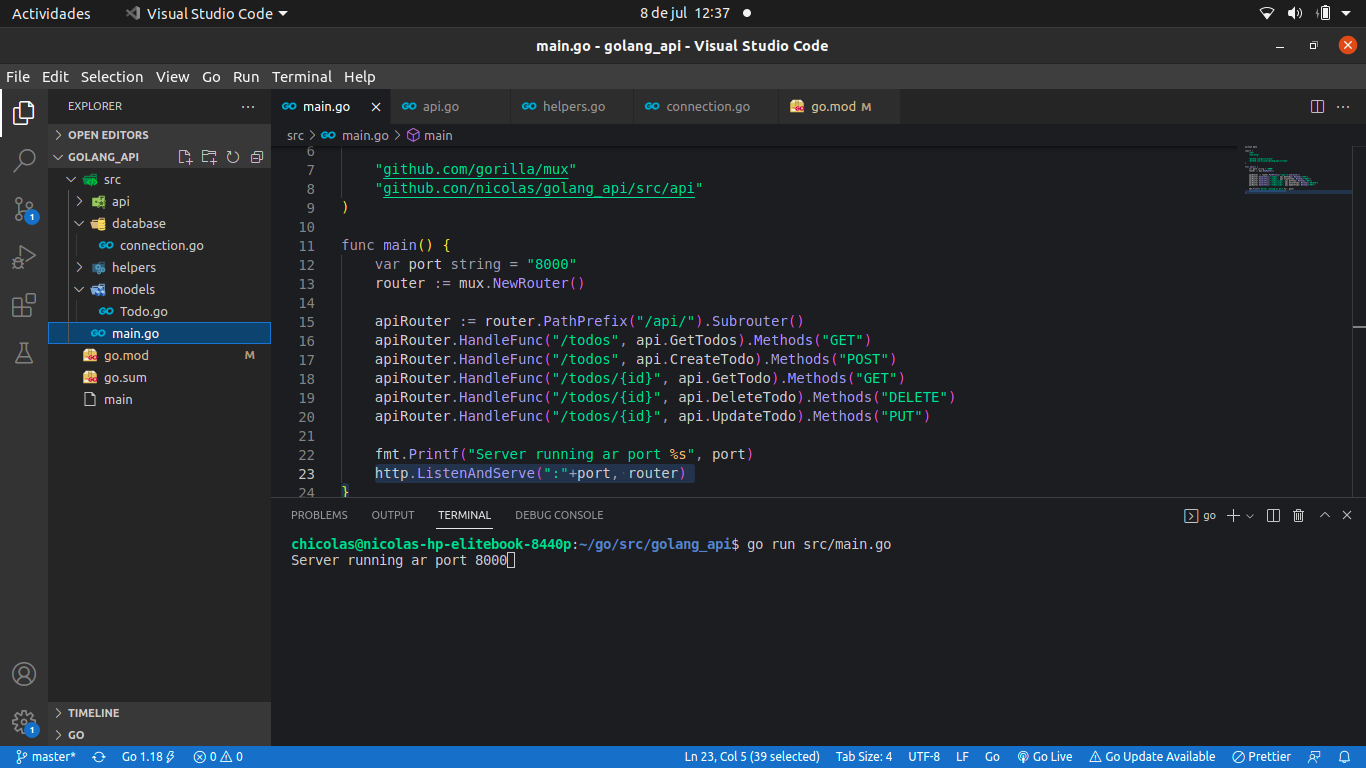 Actividades
Visual Studio Code
8 de jul 12:37
main.go - golang_api - Visual Studio Code
File Edit Selection View Go Run Terminal Help
EXPLORER
main.go
api.go
helpers.go
connection.go
go.mod M
OPEN EDITORS
GOLANG_API
src
api
database
connection.go
helpers
models
Todo.go
main.go
go.mod M
go.sum
main
TIMELINE
GO
1
1
src > main.go > main
6
7 "github.com/gorilla/mux"
8 "github.con/nicolas/golang_api/src/api"
9 )
10
11 func main() {
12 var port string = "8000"
13 router := mux.NewRouter()
14
15 apiRouter := router.PathPrefix("/api/").Subrouter()
16 apiRouter.HandleFunc("/todos", api.GetTodos).Methods("GET")
17 apiRouter.HandleFunc("/todos", api.CreateTodo).Methods("POST")
18 apiRouter.HandleFunc("/todos/{id}", api.GetTodo).Methods("GET")
19 apiRouter.HandleFunc("/todos/{id}", api.DeleteTodo).Methods("DELETE")
20 apiRouter.HandleFunc("/todos/{id}", api.UpdateTodo).Methods("PUT")
21
22 fmt.Printf("Server running ar port %s", port)
23 http.ListenAndServe(":"+port, router)
24 }
PROBLEMS OUTPUT TERMINAL DEBUG CONSOLE
go
chicolas@nicolas-hp-elitebook-8440p:~/go/src/golang_api$ go run src/main.go
Server running ar port 8000
master* Go 1.18 0 0 Ln 23, Col 5 (39 selected) Tab Size: 4 UTF-8 LF Go Go Live Go Update Available Prettier